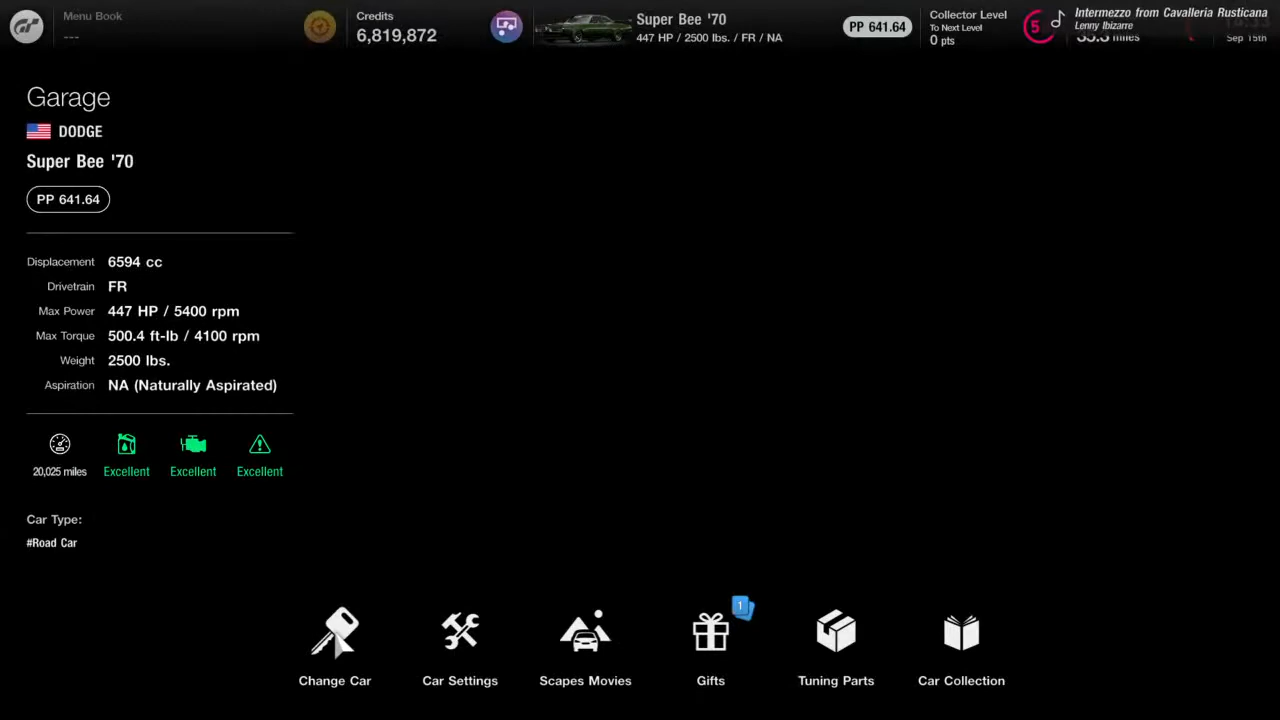 Menu Book
---
Credits
6,819,872
Super Bee '70
447 HP / 2500 lbs. / FR / NA
PP 641.64
Collector Level
To Next Level
0 pts
5
Intermezzo from Cavalleria Rusticana
Lenny Ibizarre
35.3 miles
Sep 15th
Garage
DODGE
Super Bee '70
PP 641.64
Displacement 6594 cc
Drivetrain FR
Max Power 447 HP / 5400 rpm
Max Torque 500.4 ft-lb / 4100 rpm
Weight 2500 lbs.
Aspiration NA (Naturally Aspirated)
20,025 miles Excellent Excellent Excellent
Car Type:
#Road Car
1
Change Car Car Settings Scapes Movies Gifts Tuning Parts Car Collection